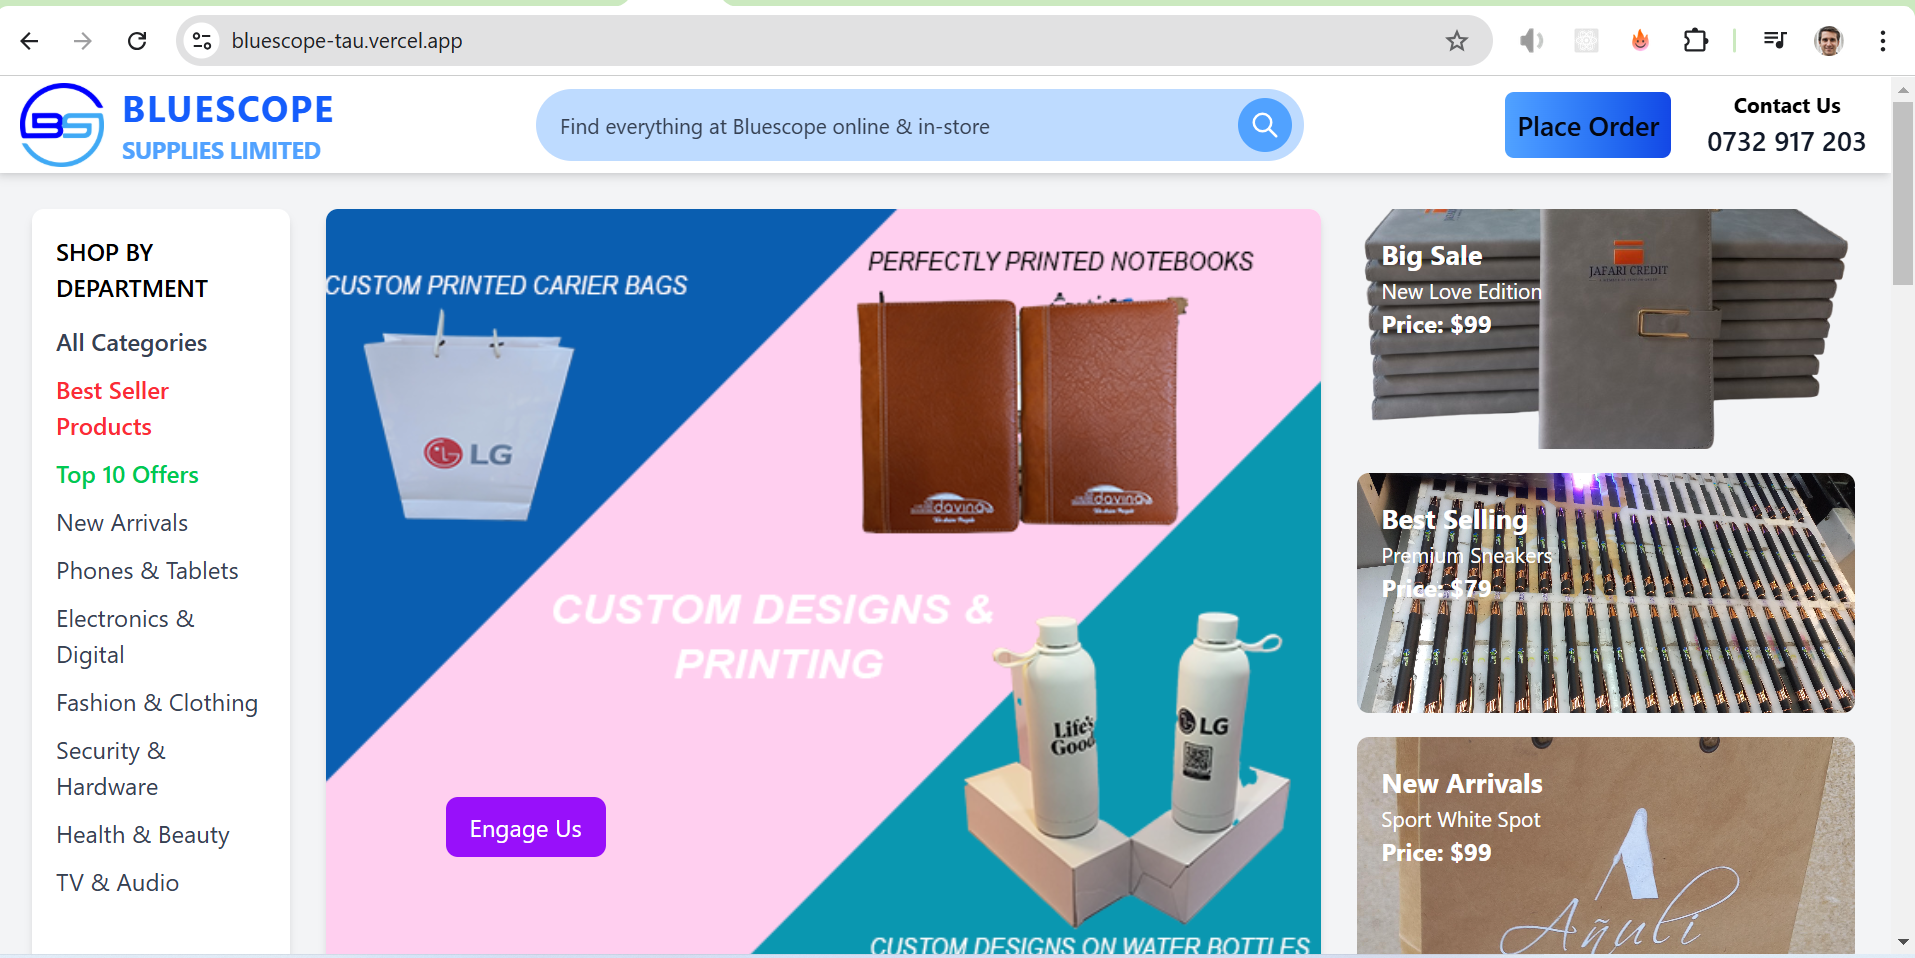 bluescope-tau.vercel.app
BS
BLUESCOPE
SUPPLIES LIMITED
Find everything at Bluescope online & in-store
Place Order
Contact Us
0732 917 203
SHOP BY
DEPARTMENT
All Categories
Best Seller
Products
Top 10 Offers
New Arrivals
Phones & Tablets
Electronics &
Digital
Fashion & Clothing
Security &
Hardware
Health & Beauty
TV & Audio
CUSTOM PRINTED CARIER BAGS
LG
PERFECTLY PRINTED NOTEBOOKS
davina
davina
CUSTOM DESIGNS &
PRINTING
Life's
Good
LG
Engage Us
CUSTOM DESIGNS ON WATER BOTTLES
Big Sale
New Love Edition
Price: $99
JAFARI CREDIT
Best Selling
Premium Sneakers
Price: $79
New Arrivals
Sport White Spot
Price: $99
Añuli